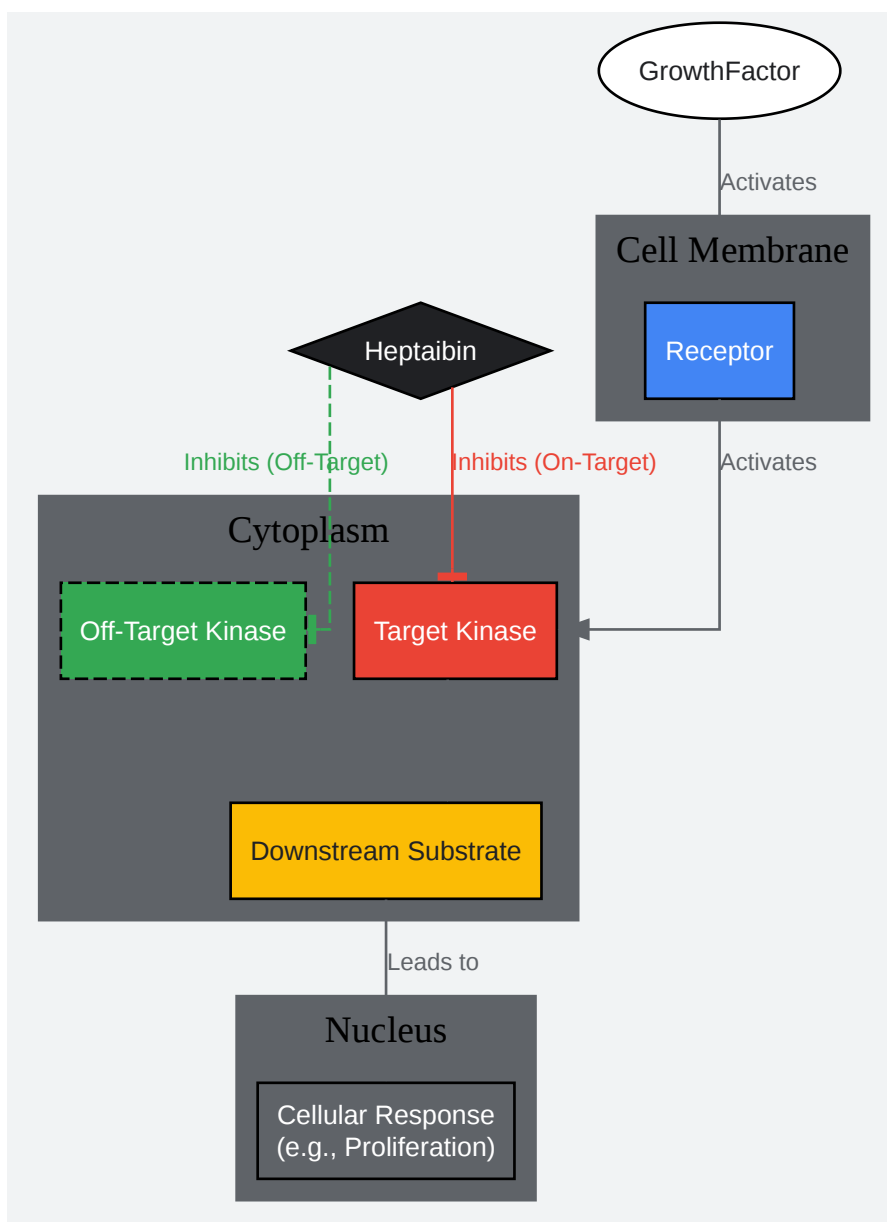 GrowthFactor
Activates
Cell Membrane
Heptaibin
Receptor
Inhibits (Off-Target)
Inhibits (On-Target)
Activates
Cytoplasm
Off-Target Kinase
Target Kinase
Downstream Substrate
Leads to
Nucleus
Cellular Response
(e.g., Proliferation)